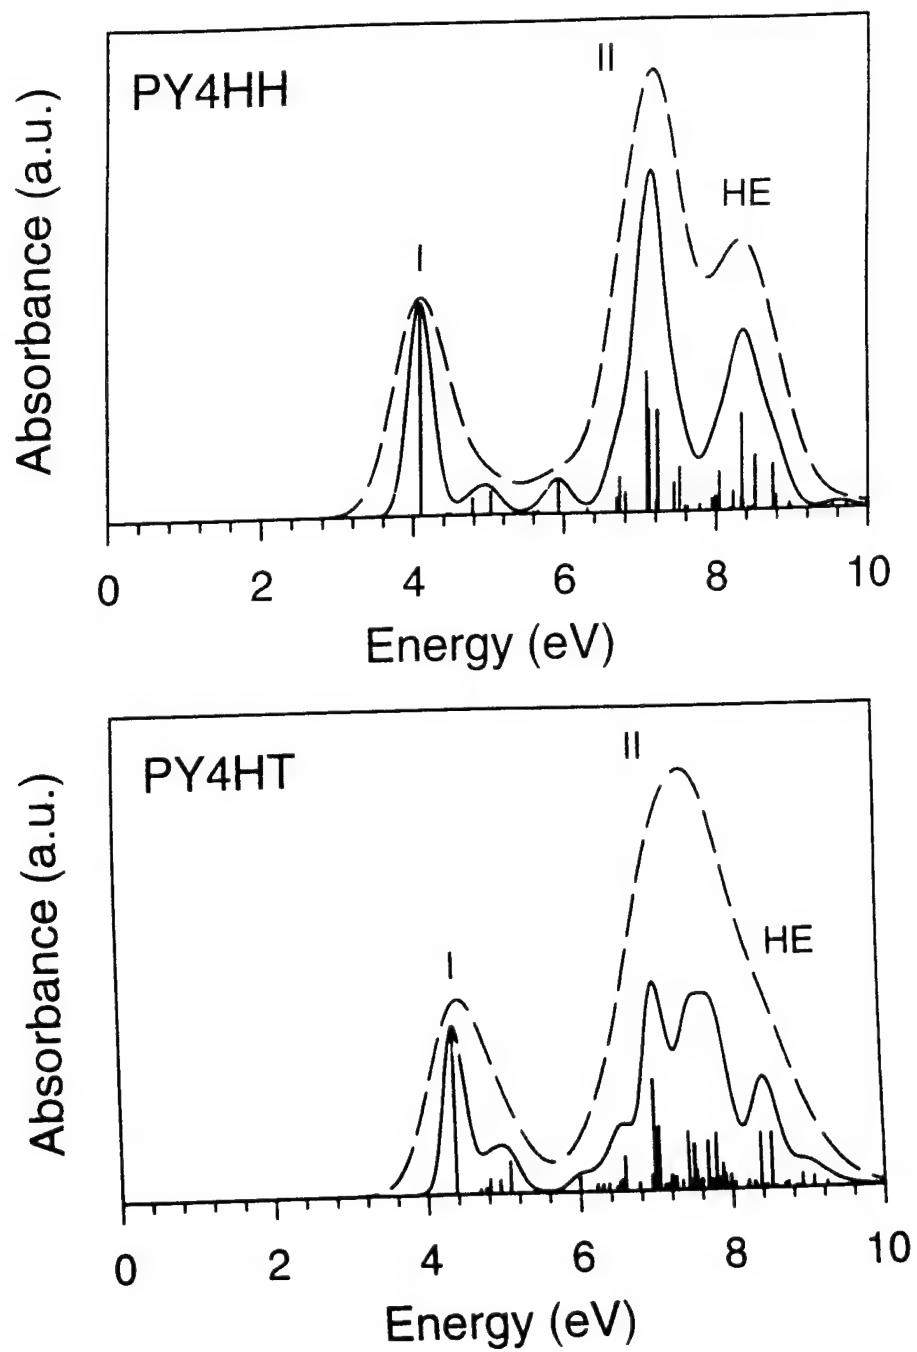 II
PY4HH
HE
I
Absorbance (a.u.)
0 2 4 6 8 10
Energy (eV)
II
PY4HT
HE
I
Absorbance (a.u.)
0 2 4 6 8 10
Energy (eV)